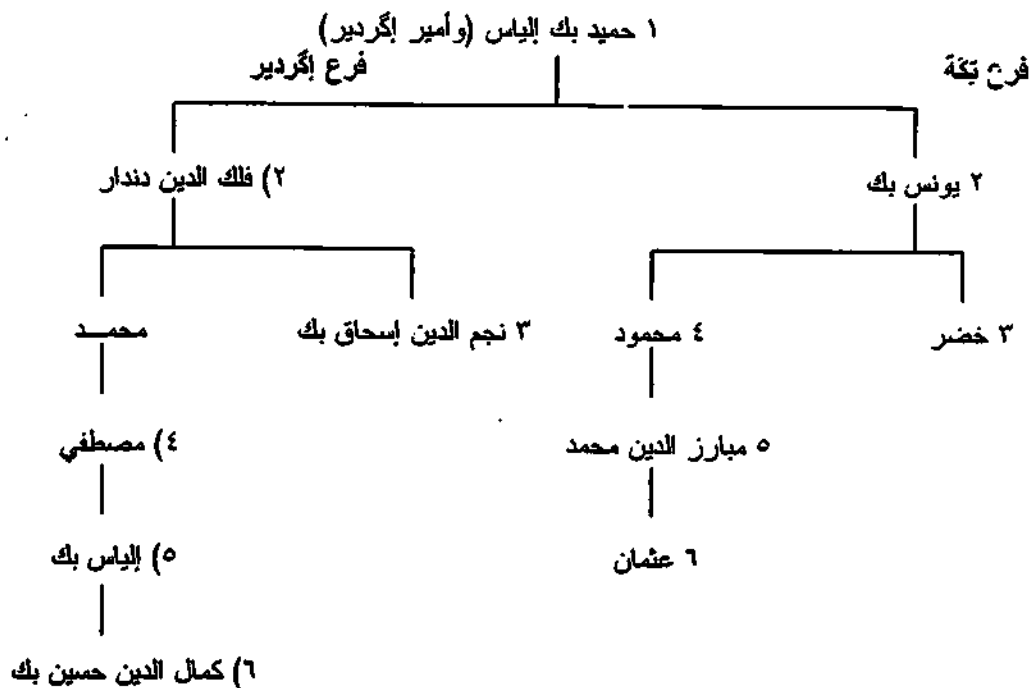 ١ حميد بك إلياس (وأمير إگردير)
فرع تكة
فرع إگردير
٢ يونس بك
٢) فلك الدين دندار
٣ خضر
٤ محمود
٣ نجم الدين إسحاق بك
محمــد
٥ مبارز الدين محمد
٤) مصطفي
٦ عثمان
٥) إلياس بك
٦) كمال الدين حسين بك